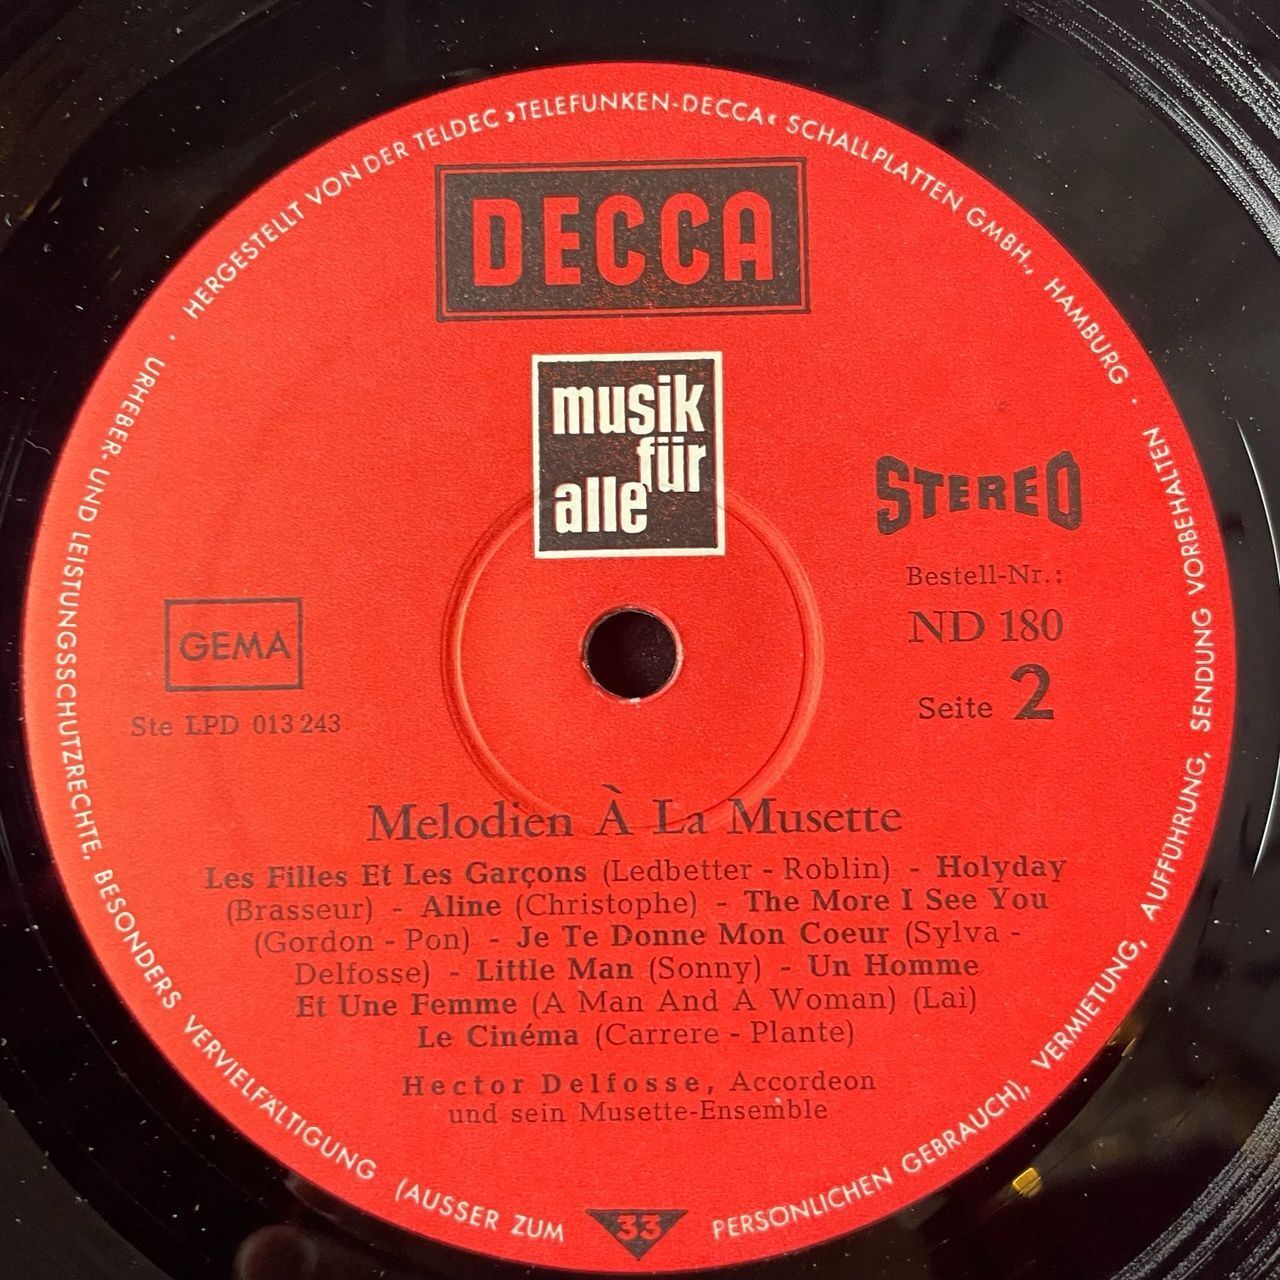 HERGESTELLT VON DER TELDEC »TELEFUNKEN-DECCA« SCHALLPLATTEN GMBH., HAMBURG ·
DECCA
musik
für
alle
STEREO
Bestell-Nr.:
ND 180
Seite 2
GEMA
Ste LPD 013 243
Melodien À La Musette
Les Filles Et Les Garçons (Ledbetter - Roblin) - Holyday
(Brasseur) - Aline (Christophe) - The More I See You
(Gordon - Pon) - Je Te Donne Mon Coeur (Sylva -
Delfosse) - Little Man (Sonny) - Un Homme
Et Une Femme (A Man And A Woman) (Lai)
Le Cinéma (Carrere - Plante)
Hector Delfosse, Accordeon
und sein Musette-Ensemble
33
URHEBER- UND LEISTUNGSSCHUTZRECHTE, BESONDERS VERVIELFÄLTIGUNG (AUSSER ZUM PERSÖNLICHEN GEBRAUCH), VERMIETUNG, AUFFÜHRUNG, SENDUNG VORBEHALTEN ·